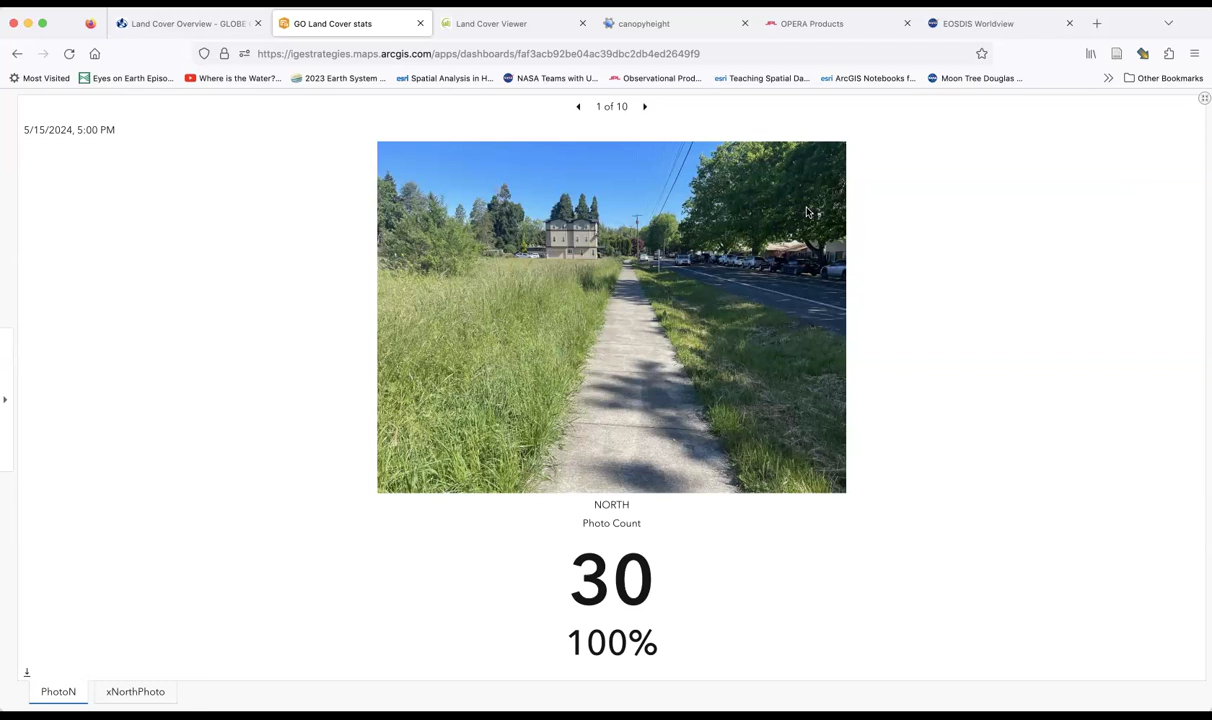 Land Cover Overview - GLOBE
GO Land Cover stats
Land Cover Viewer
canopyheight
OPERA Products
EOSDIS Worldview
https://igestrategies.maps.arcgis.com/apps/dashboards/faf3acb92be04ac39dbc2db4ed2649f9
Most Visited
Eyes on Earth Episo...
Where is the Water?...
2023 Earth System ...
esri Spatial Analysis in H...
NASA Teams with U...
Observational Prod...
esri Teaching Spatial Da...
esri ArcGIS Notebooks f...
Moon Tree Douglas ...
Other Bookmarks
1 of 10
5/15/2024, 5:00 PM
NORTH
Photo Count
30
100%
PhotoN
xNorthPhoto